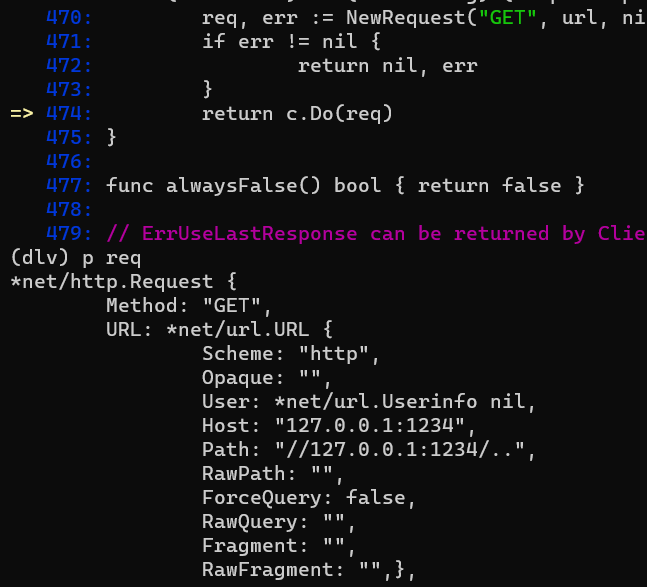 470: req, err := NewRequest("GET", url, ni
471: if err != nil {
472: return nil, err
473: }
=> 474: return c.Do(req)
475: }
476:
477: func alwaysFalse() bool { return false }
478:
479: // ErrUseLastResponse can be returned by Clie
(dlv) p req
*net/http.Request {
Method: "GET",
URL: *net/url.URL {
Scheme: "http",
Opaque: "",
User: *net/url.Userinfo nil,
Host: "127.0.0.1:1234",
Path: "//127.0.0.1:1234/..",
RawPath: "",
ForceQuery: false,
RawQuery: "",
Fragment: "",
RawFragment: "",},